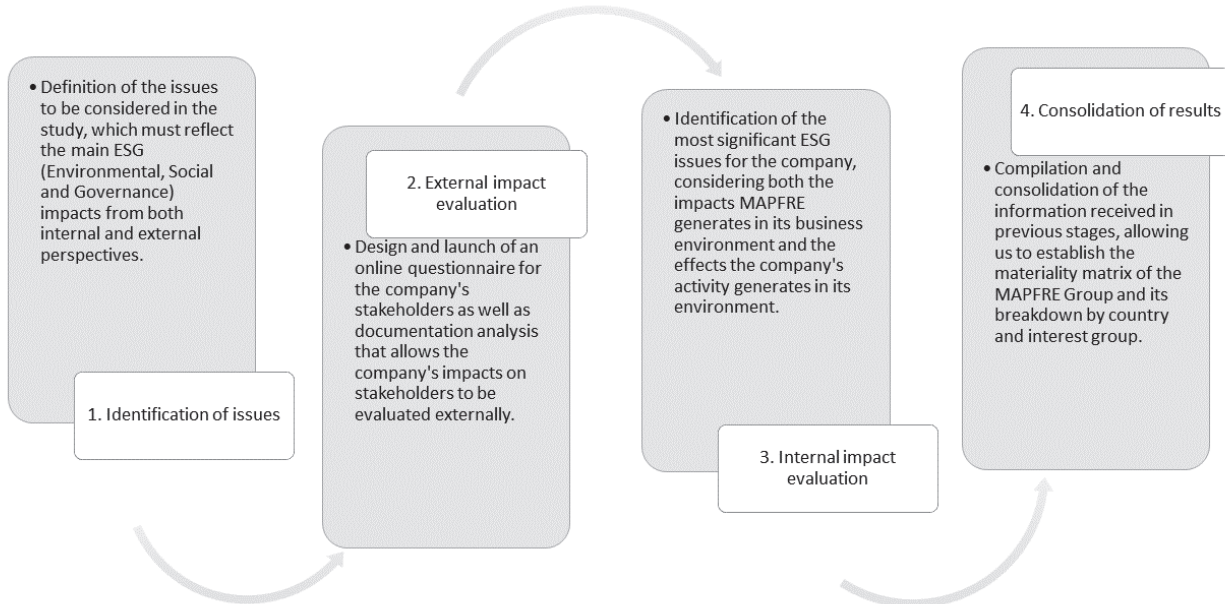 • Definition of the issues
to be considered in the
study, which must reflect
the main ESG
(Environmental, Social
and Governance)
impacts from both
internal and external
perspectives.
1. Identification of issues
2. External impact
evaluation
• Design and launch of an
online questionnaire for
the company's
stakeholders as well as
documentation analysis
that allows the
company's impacts on
stakeholders to be
evaluated externally.
• Identification of the
most significant ESG
issues for the company,
considering both the
impacts MAPFRE
generates in its business
environment and the
effects the company's
activity generates in its
environment.
3. Internal impact
evaluation
4. Consolidation of results
• Compilation and
consolidation of the
information received in
previous stages, allowing
us to establish the
materiality matrix of the
MAPFRE Group and its
breakdown by country
and interest group.